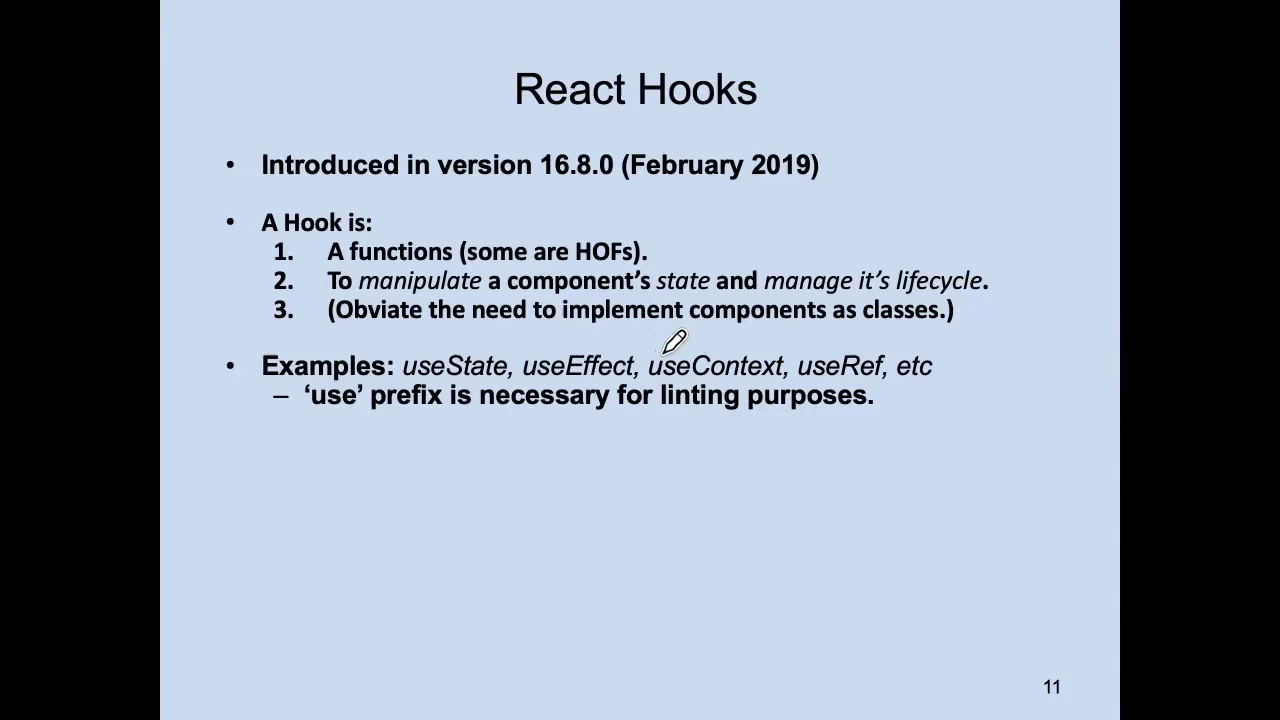 React Hooks
• Introduced in version 16.8.0 (February 2019)
• A Hook is:
1. A functions (some are HOFs).
2. To manipulate a component’s state and manage it’s lifecycle.
3. (Obviate the need to implement components as classes.)
• Examples: useState, useEffect, useContext, useRef, etc
– ‘use’ prefix is necessary for linting purposes.
11